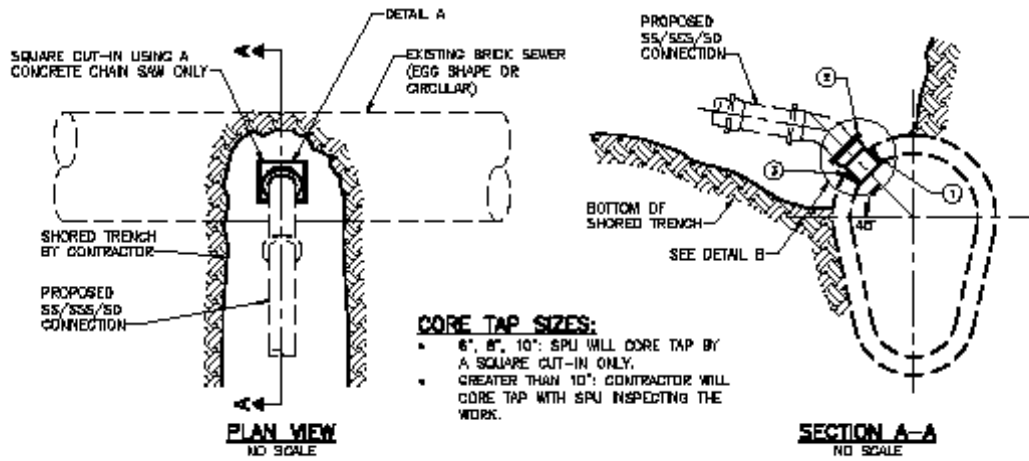 DETAIL A
A
SQUARE CUT-IN USING A
CONCRETE CHAIN SAW ONLY
EXISTING BRICK SEWER
(EGG SHAPE OR
CIRCULAR)
SHORED TRENCH
BY CONTRACTOR
PROPOSED
SS/SSS/SD
CONNECTION
A
PLAN VIEW
NO SCALE
CORE TAP SIZES:
• 6", 8", 10": SPU WILL CORE TAP BY
A SQUARE CUT-IN ONLY.
• GREATER THAN 10": CONTRACTOR WILL
CORE TAP WITH SPU INSPECTING THE
WORK.
PROPOSED
SS/SSS/SD
CONNECTION
2
1
BOTTOM OF
SHORED TRENCH
SEE DETAIL B
SECTION A-A
NO SCALE